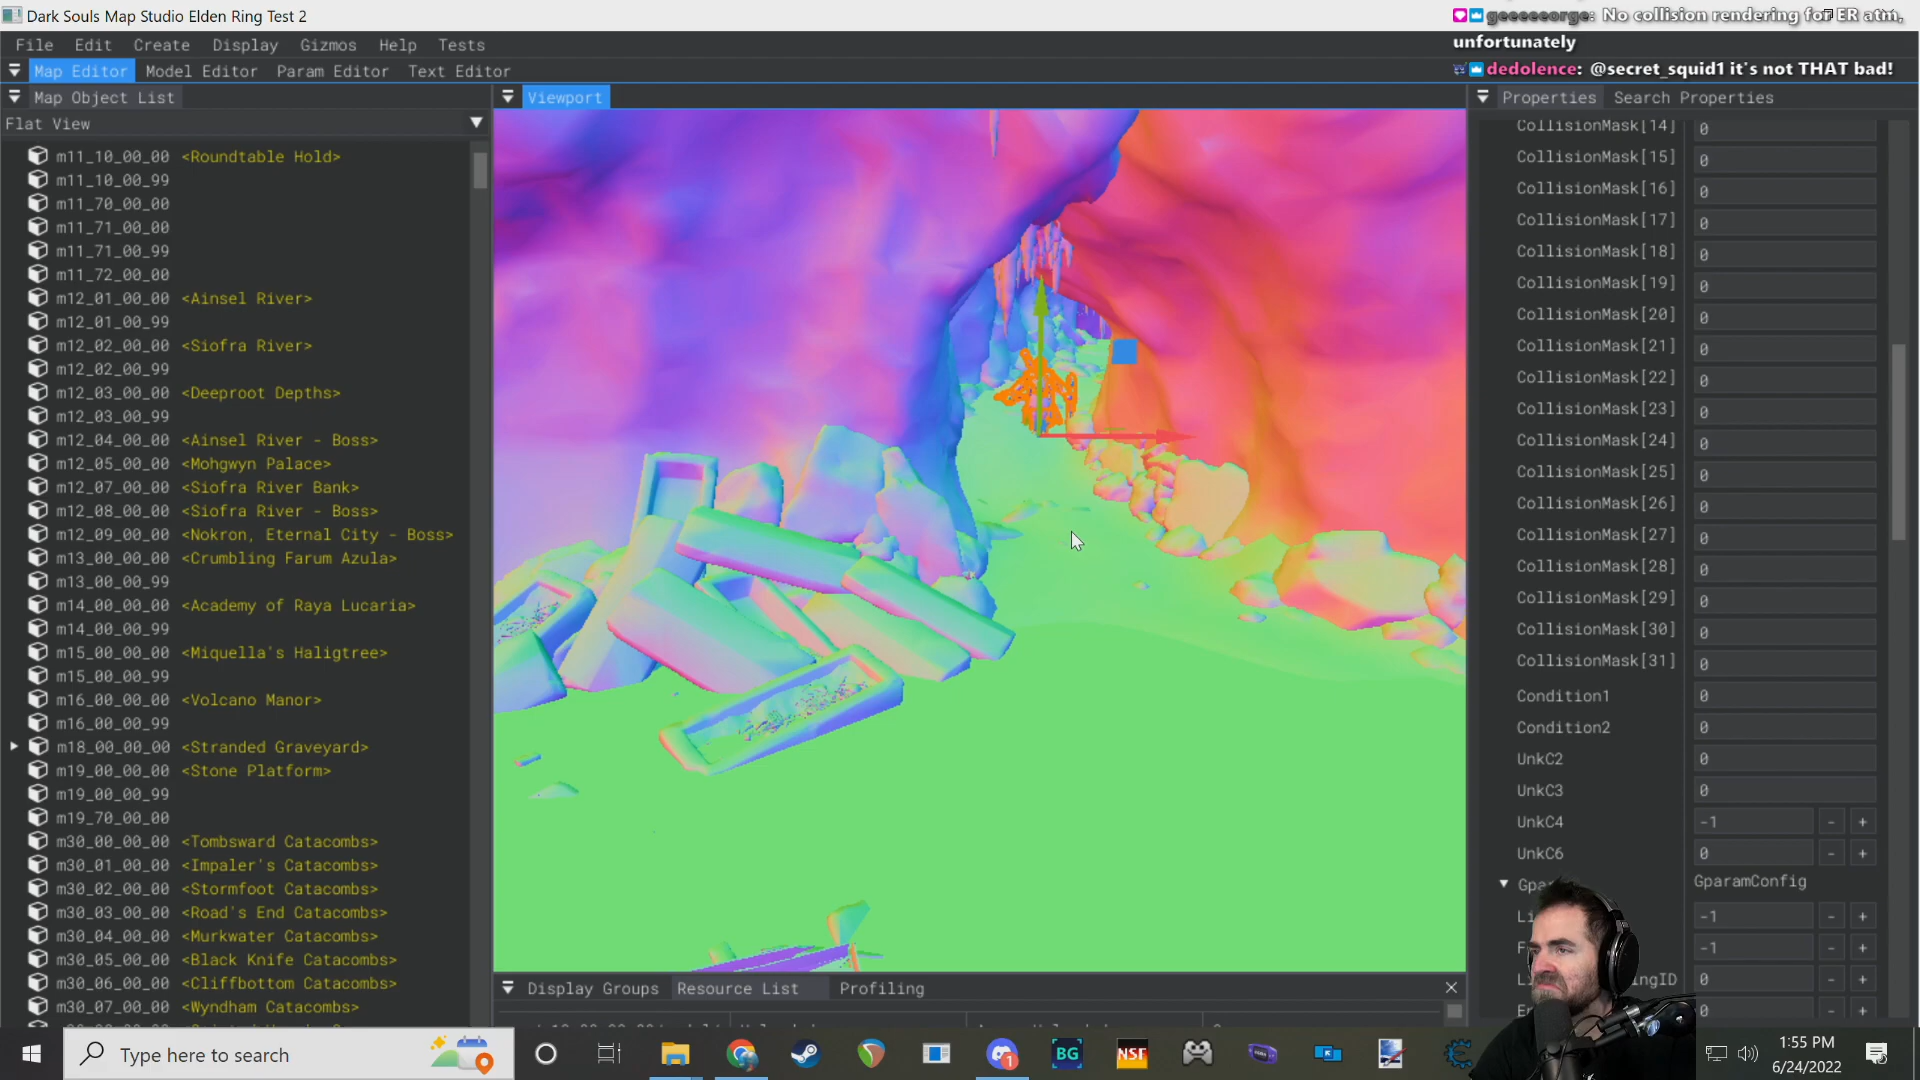 Dark Souls Map Studio Elden Ring Test 2
geeeeeorge: No collision rendering for ER atm, unfortunately
dedolence: @secret_squid1 it's not THAT bad!
File Edit Create Display Gizmos Help Tests
Map Editor Model Editor Param Editor Text Editor
Map Object List
Flat View
m11_10_00_00 <Roundtable Hold>
m11_10_00_99
m11_70_00_00
m11_71_00_00
m11_71_00_99
m11_72_00_00
m12_01_00_00 <Ainsel River>
m12_01_00_99
m12_02_00_00 <Siofra River>
m12_02_00_99
m12_03_00_00 <Deeproot Depths>
m12_03_00_99
m12_04_00_00 <Ainsel River - Boss>
m12_05_00_00 <Mohgwyn Palace>
m12_07_00_00 <Siofra River Bank>
m12_08_00_00 <Siofra River - Boss>
m12_09_00_00 <Nokron, Eternal City - Boss>
m13_00_00_00 <Crumbling Farum Azula>
m13_00_00_99
m14_00_00_00 <Academy of Raya Lucaria>
m14_00_00_99
m15_00_00_00 <Miquella's Haligtree>
m15_00_00_99
m16_00_00_00 <Volcano Manor>
m16_00_00_99
m18_00_00_00 <Stranded Graveyard>
m19_00_00_00 <Stone Platform>
m19_00_00_99
m19_70_00_00
m30_00_00_00 <Tombsward Catacombs>
m30_01_00_00 <Impaler's Catacombs>
m30_02_00_00 <Stormfoot Catacombs>
m30_03_00_00 <Road's End Catacombs>
m30_04_00_00 <Murkwater Catacombs>
m30_05_00_00 <Black Knife Catacombs>
m30_06_00_00 <Cliffbottom Catacombs>
m30_07_00_00 <Wyndham Catacombs>
Viewport
Display Groups Resource List Profiling
Properties Search Properties
CollisionMask[14] 0
CollisionMask[15] 0
CollisionMask[16] 0
CollisionMask[17] 0
CollisionMask[18] 0
CollisionMask[19] 0
CollisionMask[20] 0
CollisionMask[21] 0
CollisionMask[22] 0
CollisionMask[23] 0
CollisionMask[24] 0
CollisionMask[25] 0
CollisionMask[26] 0
CollisionMask[27] 0
CollisionMask[28] 0
CollisionMask[29] 0
CollisionMask[30] 0
CollisionMask[31] 0
Condition1 0
Condition2 0
UnkC2 0
UnkC3 0
UnkC4 -1 - +
UnkC6 0 - +
GparamConfig
-1 - +
-1 - +
ngID 0 - +
0 - +
Type here to search
BG
NSF
1
1:55 PM
6/24/2022